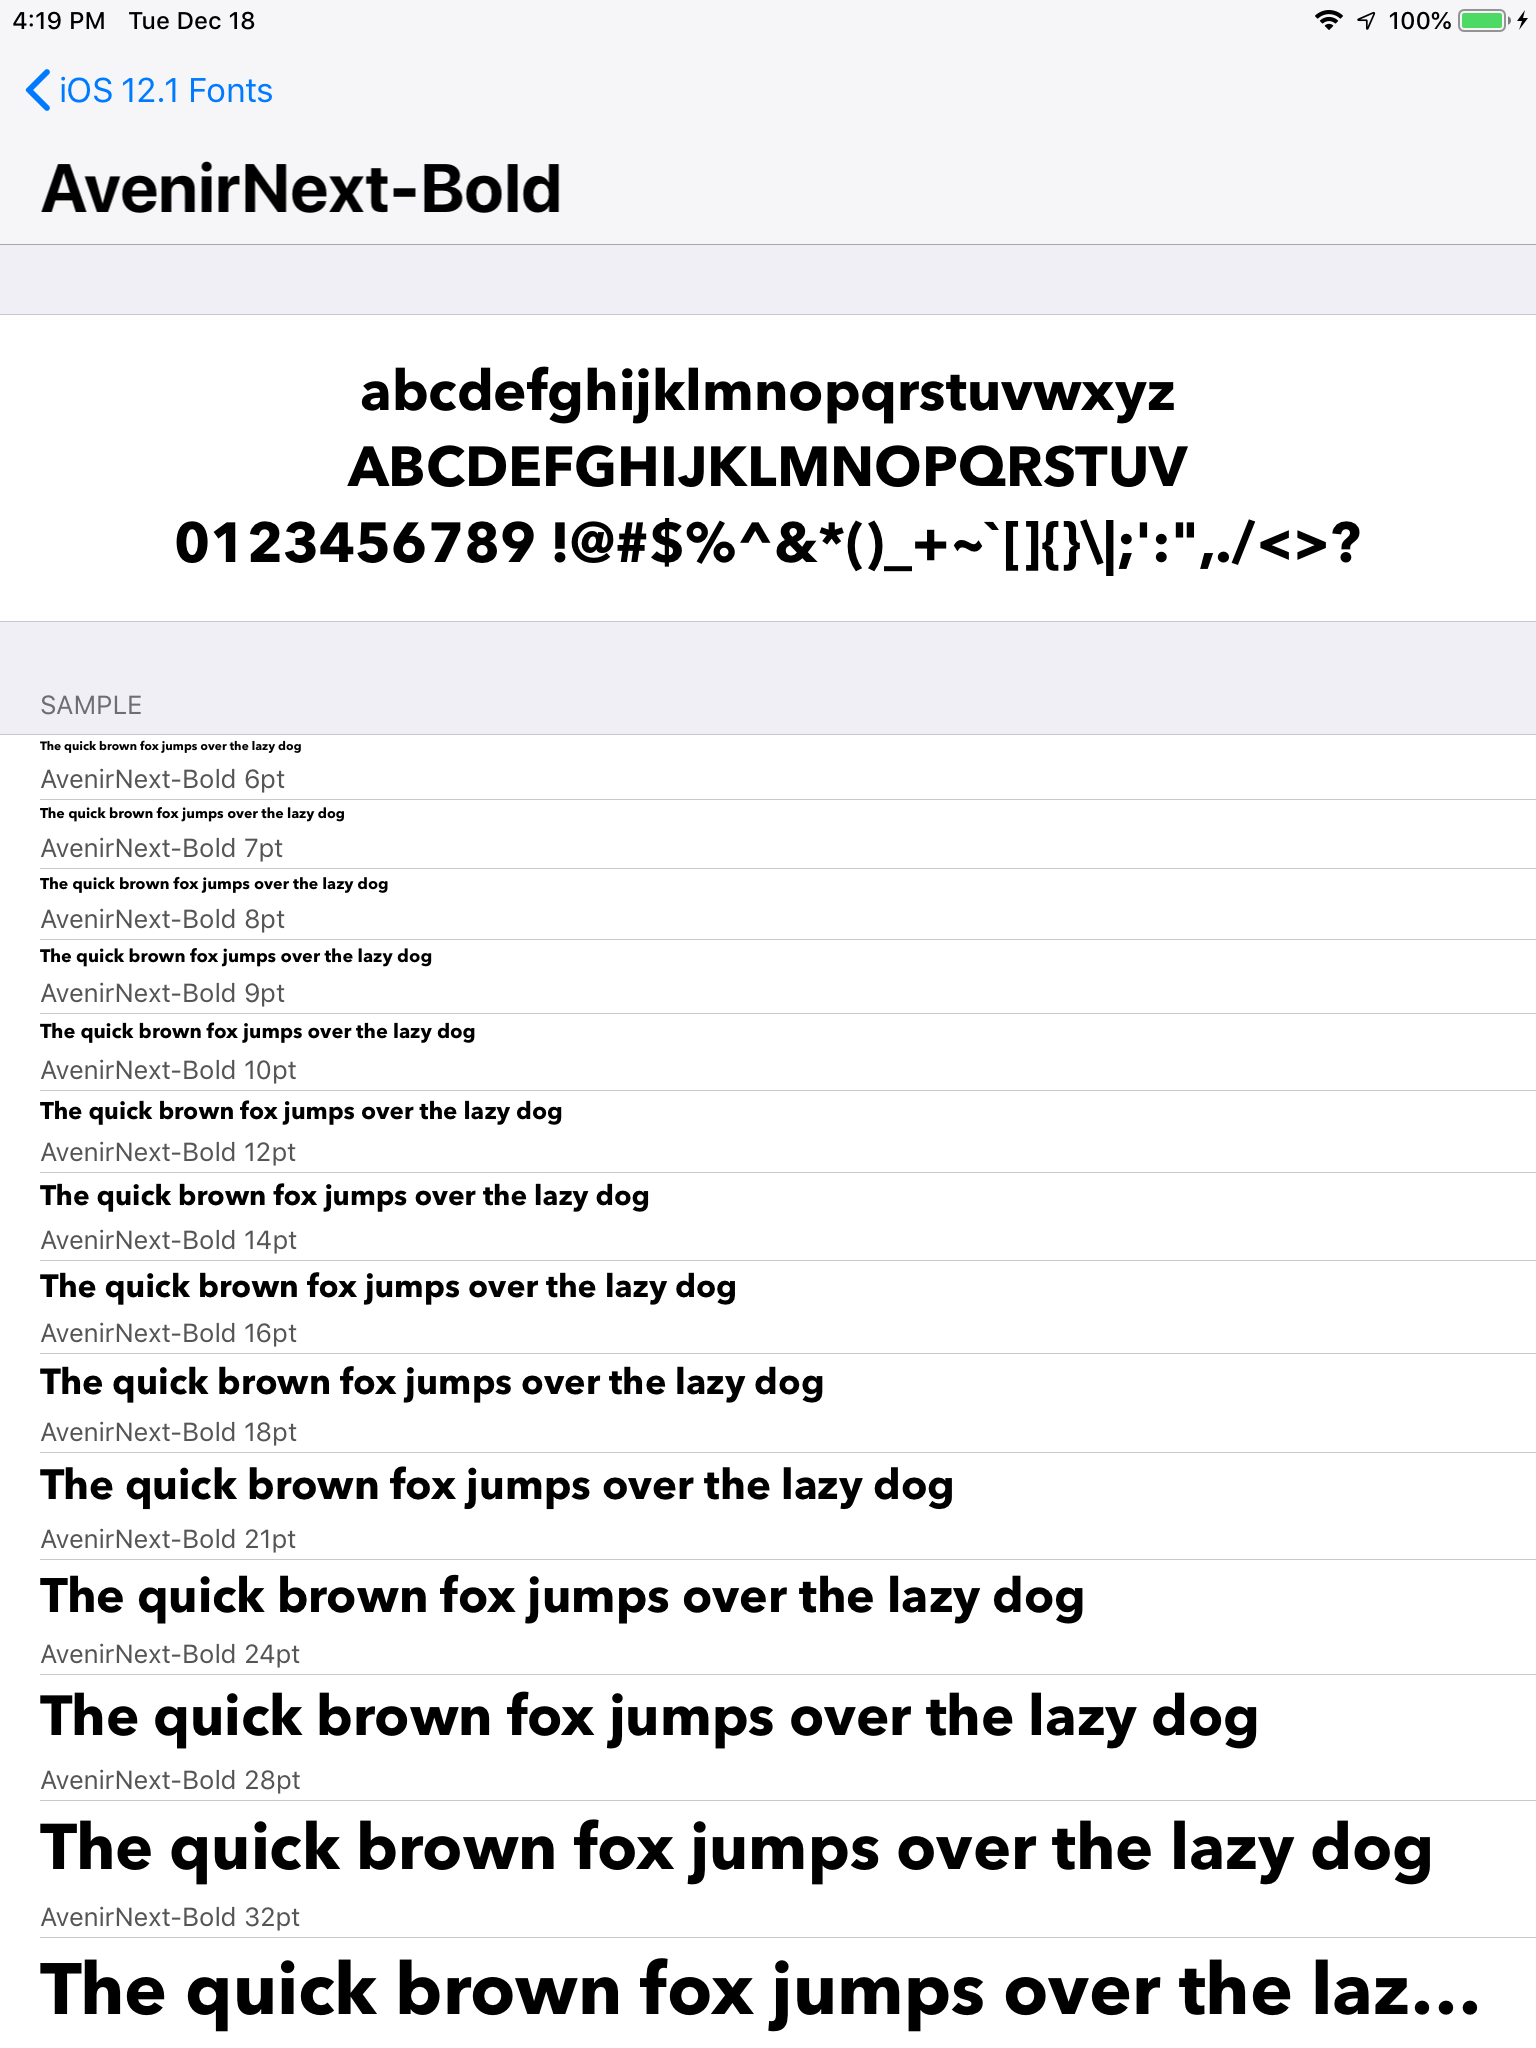 4:19 PM Tue Dec 18 100%
iOS 12.1 Fonts
AvenirNext-Bold
abcdefghijklmnopqrstuvwxyz
ABCDEFGHIJKLMNOPQRSTUV
0123456789 !@#$%^&*()_+~`[]{}\|;':",./<>?
SAMPLE
The quick brown fox jumps over the lazy dog
AvenirNext-Bold 6pt
The quick brown fox jumps over the lazy dog
AvenirNext-Bold 7pt
The quick brown fox jumps over the lazy dog
AvenirNext-Bold 8pt
The quick brown fox jumps over the lazy dog
AvenirNext-Bold 9pt
The quick brown fox jumps over the lazy dog
AvenirNext-Bold 10pt
The quick brown fox jumps over the lazy dog
AvenirNext-Bold 12pt
The quick brown fox jumps over the lazy dog
AvenirNext-Bold 14pt
The quick brown fox jumps over the lazy dog
AvenirNext-Bold 16pt
The quick brown fox jumps over the lazy dog
AvenirNext-Bold 18pt
The quick brown fox jumps over the lazy dog
AvenirNext-Bold 21pt
The quick brown fox jumps over the lazy dog
AvenirNext-Bold 24pt
The quick brown fox jumps over the lazy dog
AvenirNext-Bold 28pt
The quick brown fox jumps over the lazy dog
AvenirNext-Bold 32pt
The quick brown fox jumps over the laz...